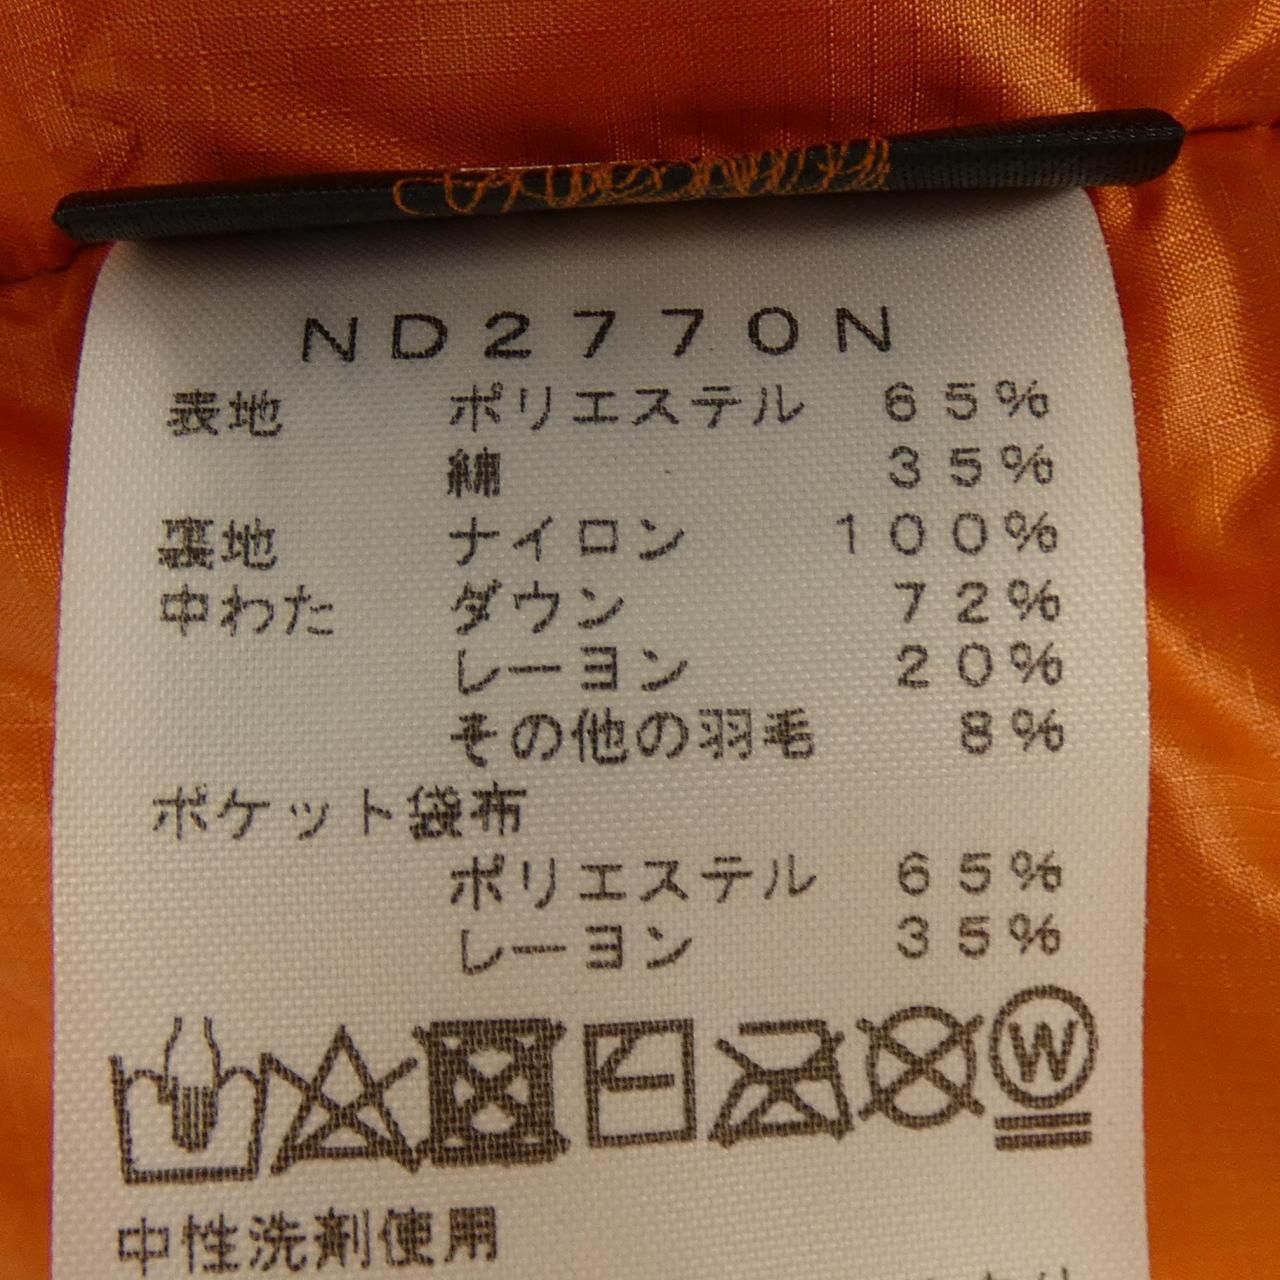 ND2770N
表地 ポリエステル 65%
綿 35%
裏地 ナイロン 100%
中わた ダウン 72%
レーヨン 20%
その他の羽毛 8%
ポケット袋布
ポリエステル 65%
レーヨン 35%
W
中性洗剤使用